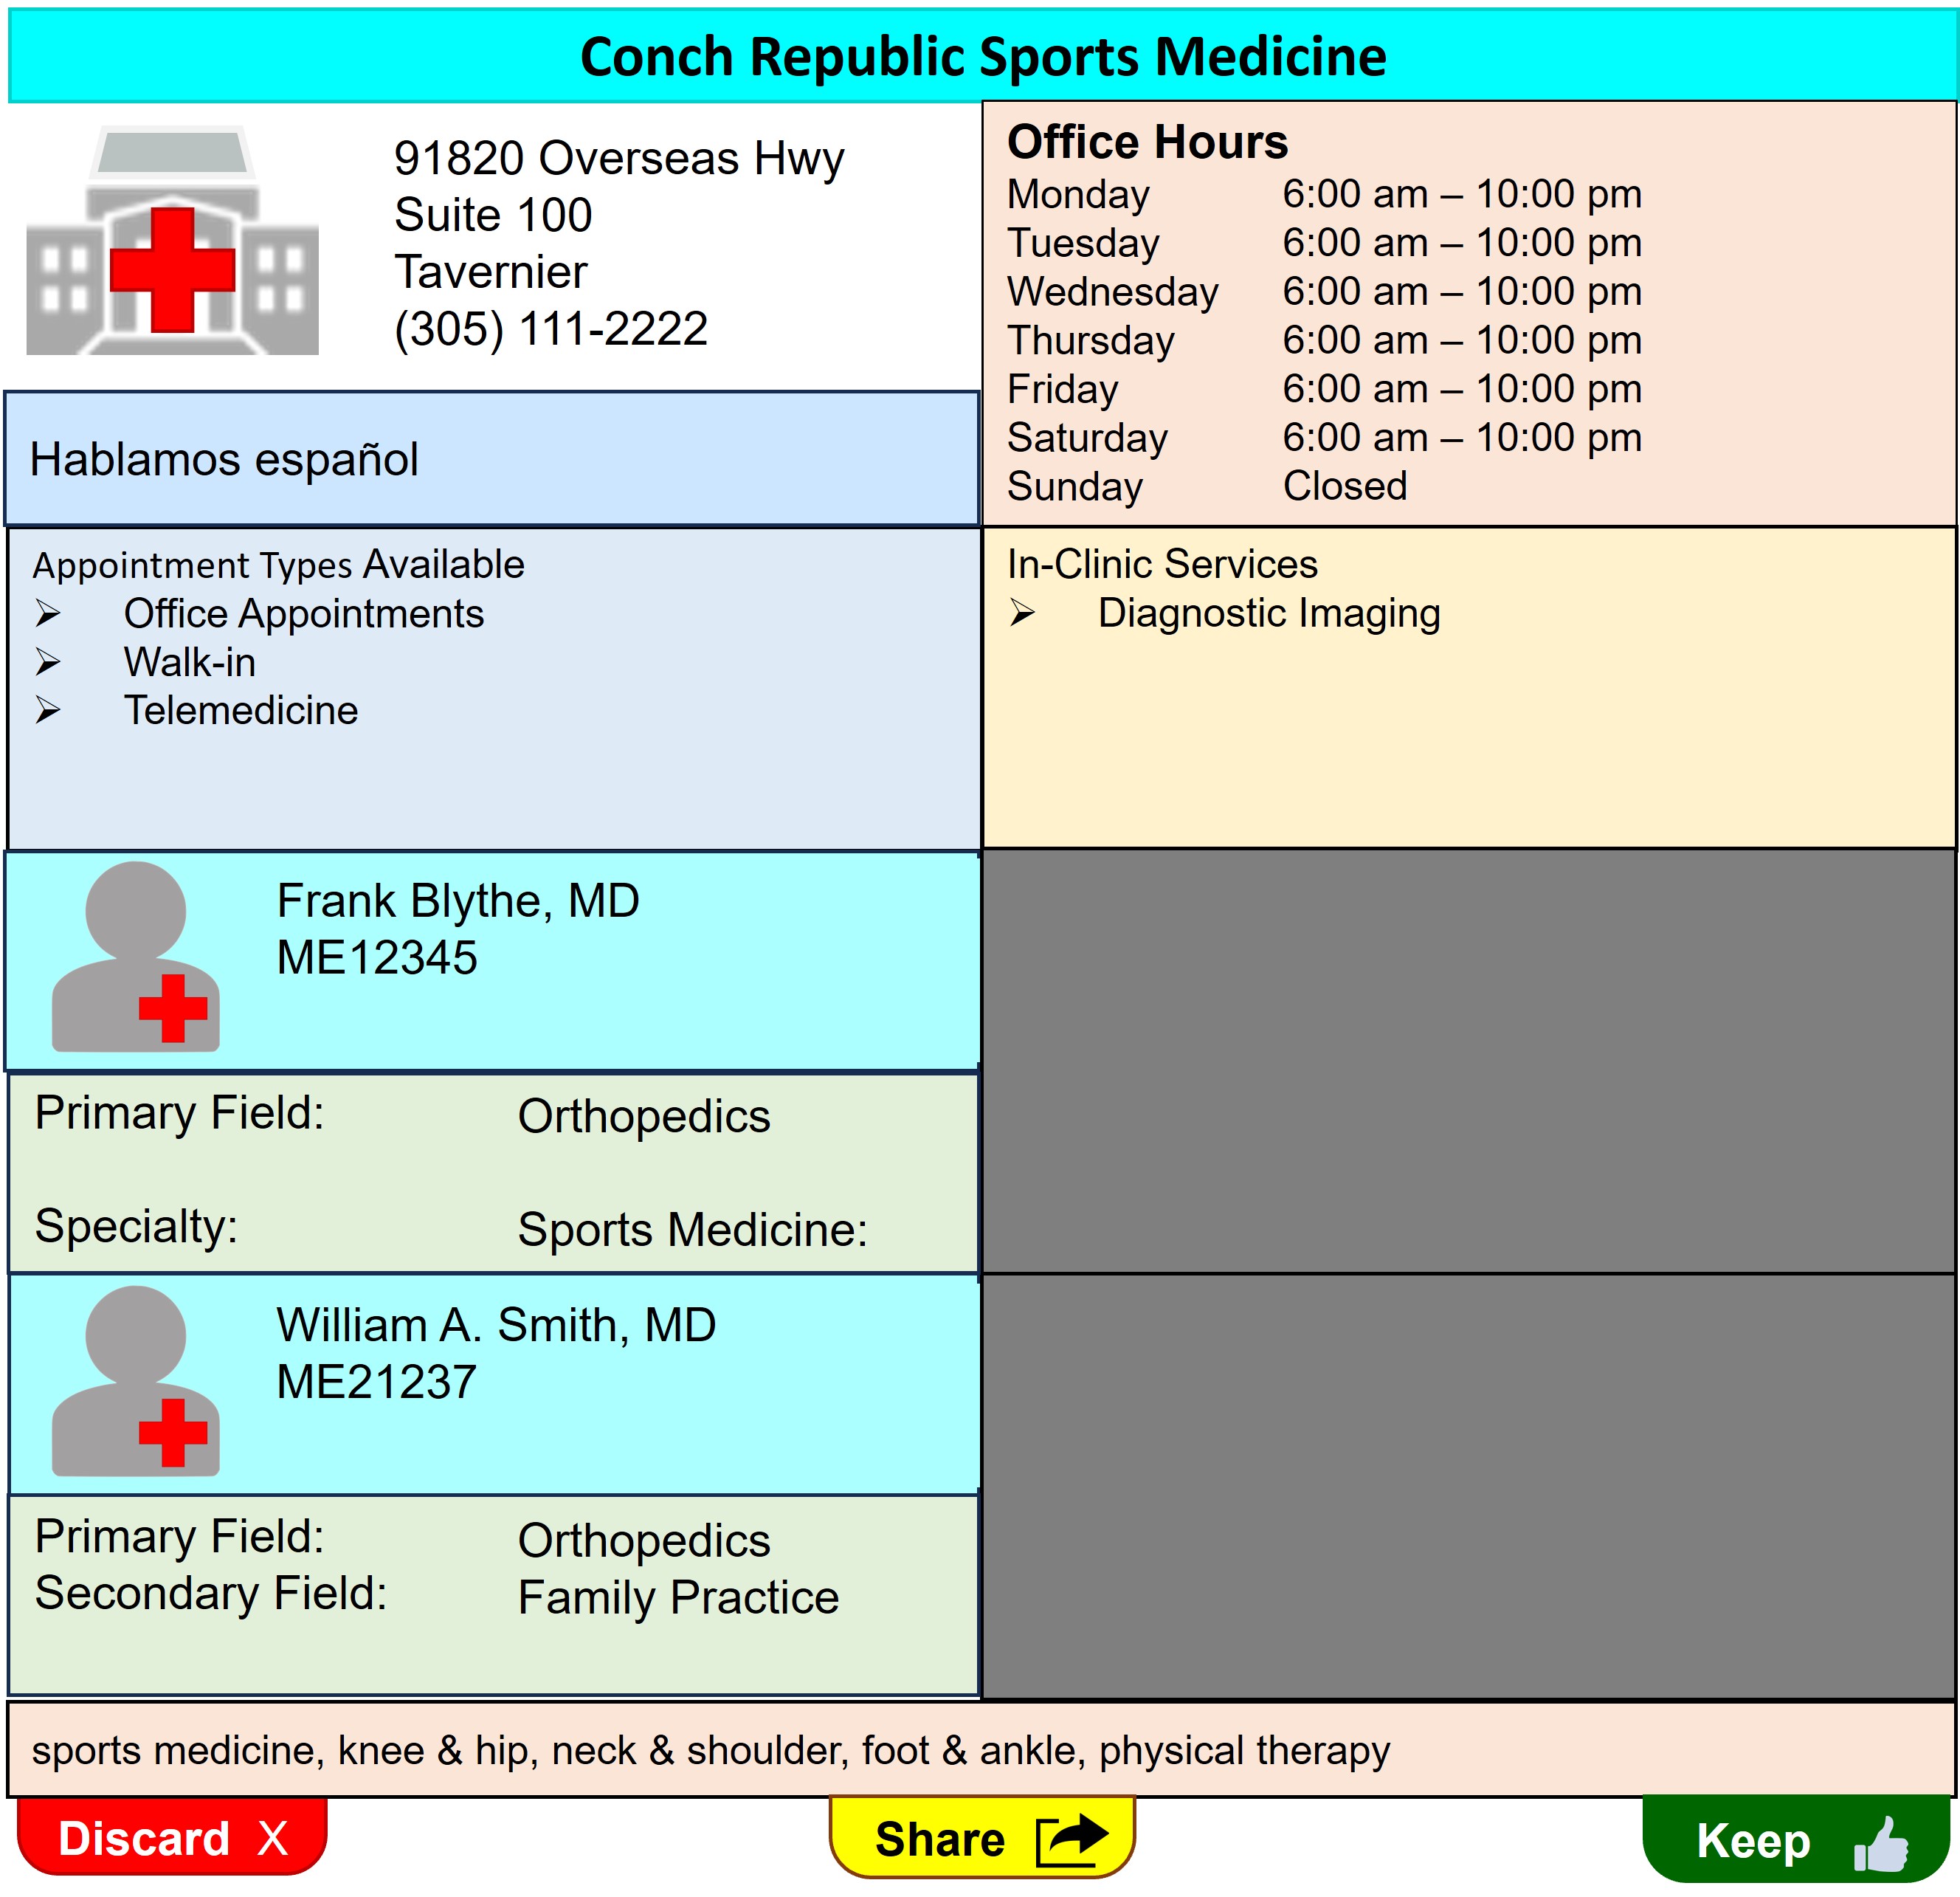 Conch Republic Sports Medicine
91820 Overseas Hwy
Suite 100
Tavernier
(305) 111-2222
Office Hours
Monday 6:00 am – 10:00 pm
Tuesday 6:00 am – 10:00 pm
Wednesday 6:00 am – 10:00 pm
Thursday 6:00 am – 10:00 pm
Friday 6:00 am – 10:00 pm
Saturday 6:00 am – 10:00 pm
Sunday Closed
Hablamos español
Appointment Types Available
➢ Office Appointments
➢ Walk-in
➢ Telemedicine
In-Clinic Services
➢ Diagnostic Imaging
Frank Blythe, MD
ME12345
Primary Field: Orthopedics
Specialty: Sports Medicine:
William A. Smith, MD
ME21237
Primary Field: Orthopedics
Secondary Field: Family Practice
sports medicine, knee & hip, neck & shoulder, foot & ankle, physical therapy
Discard X
Share
Keep